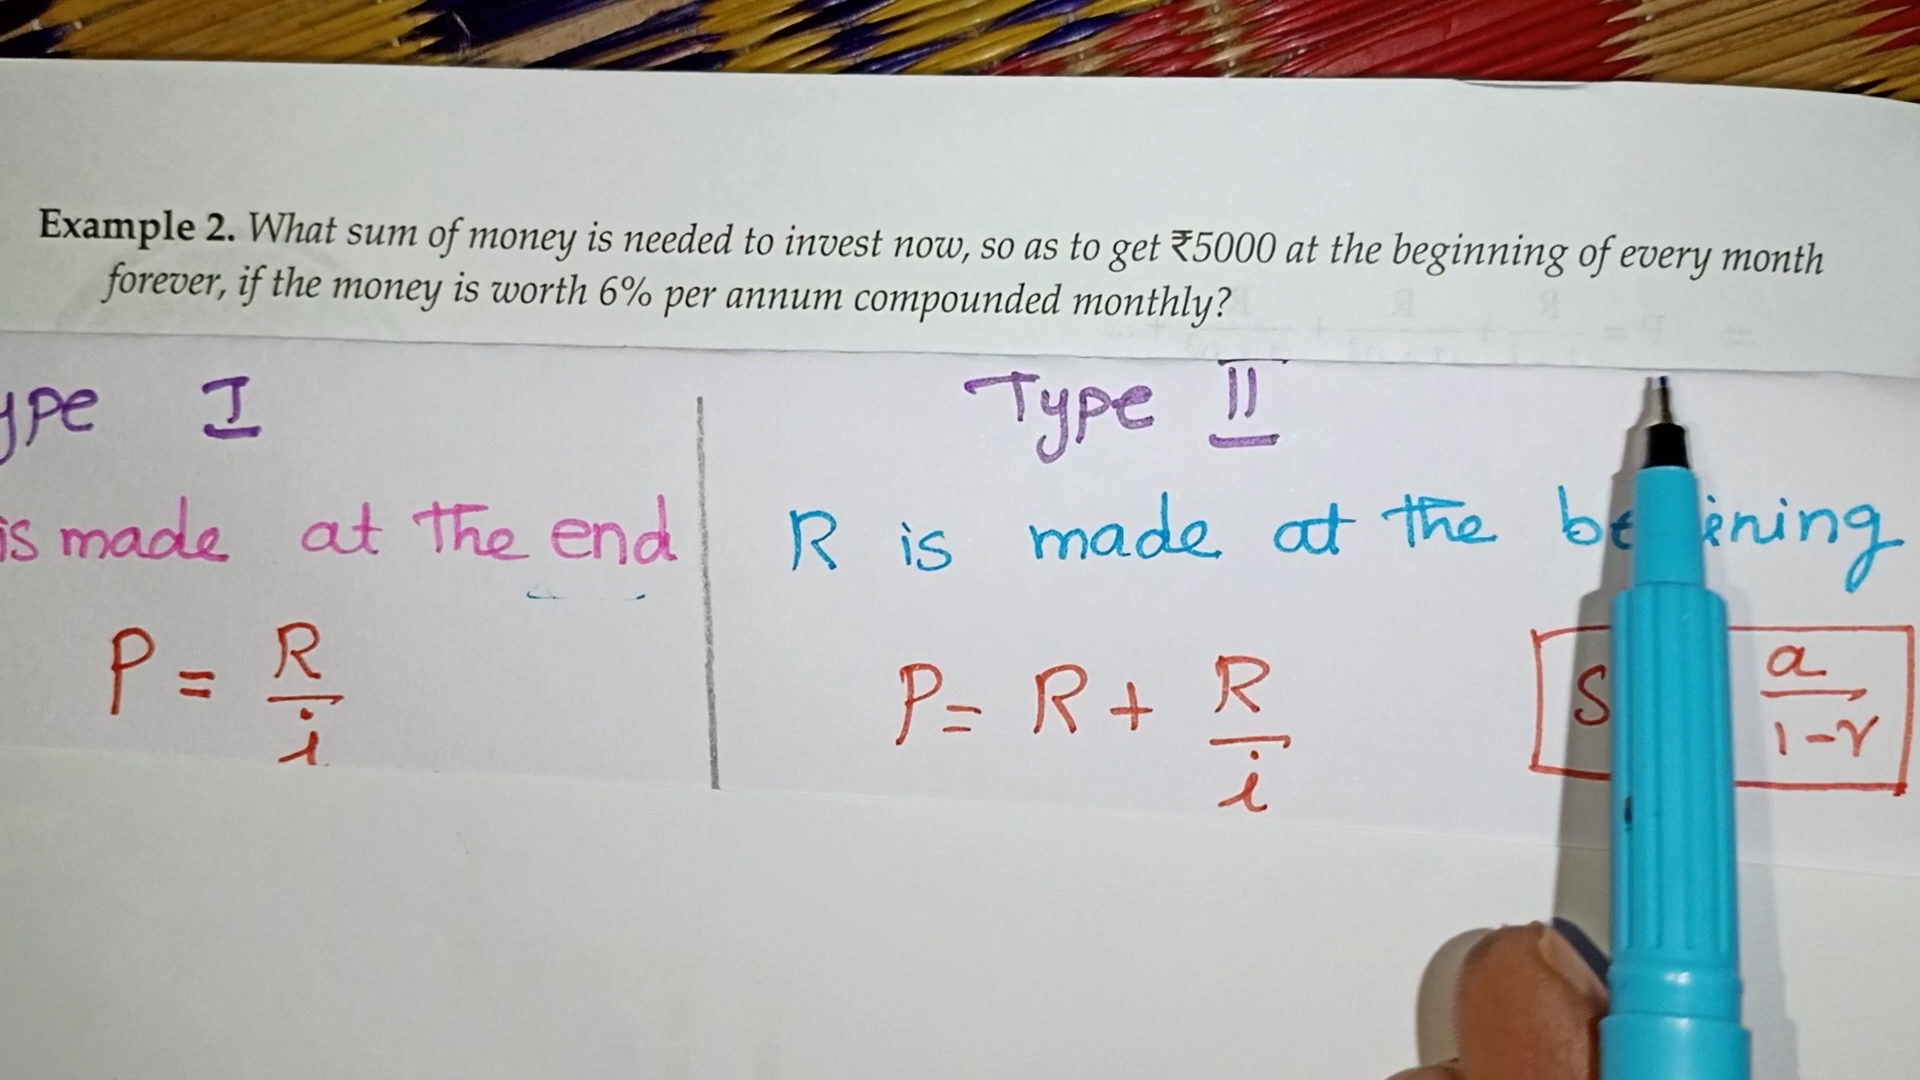 Example 2. What sum of money is needed to invest now, so as to get ₹5000 at the beginning of every month
forever, if the money is worth 6% per annum compounded monthly?
ype I
is made at the end
P = R/i
Type II
R is made at the be ining
P = R + R/i
S a/1-r